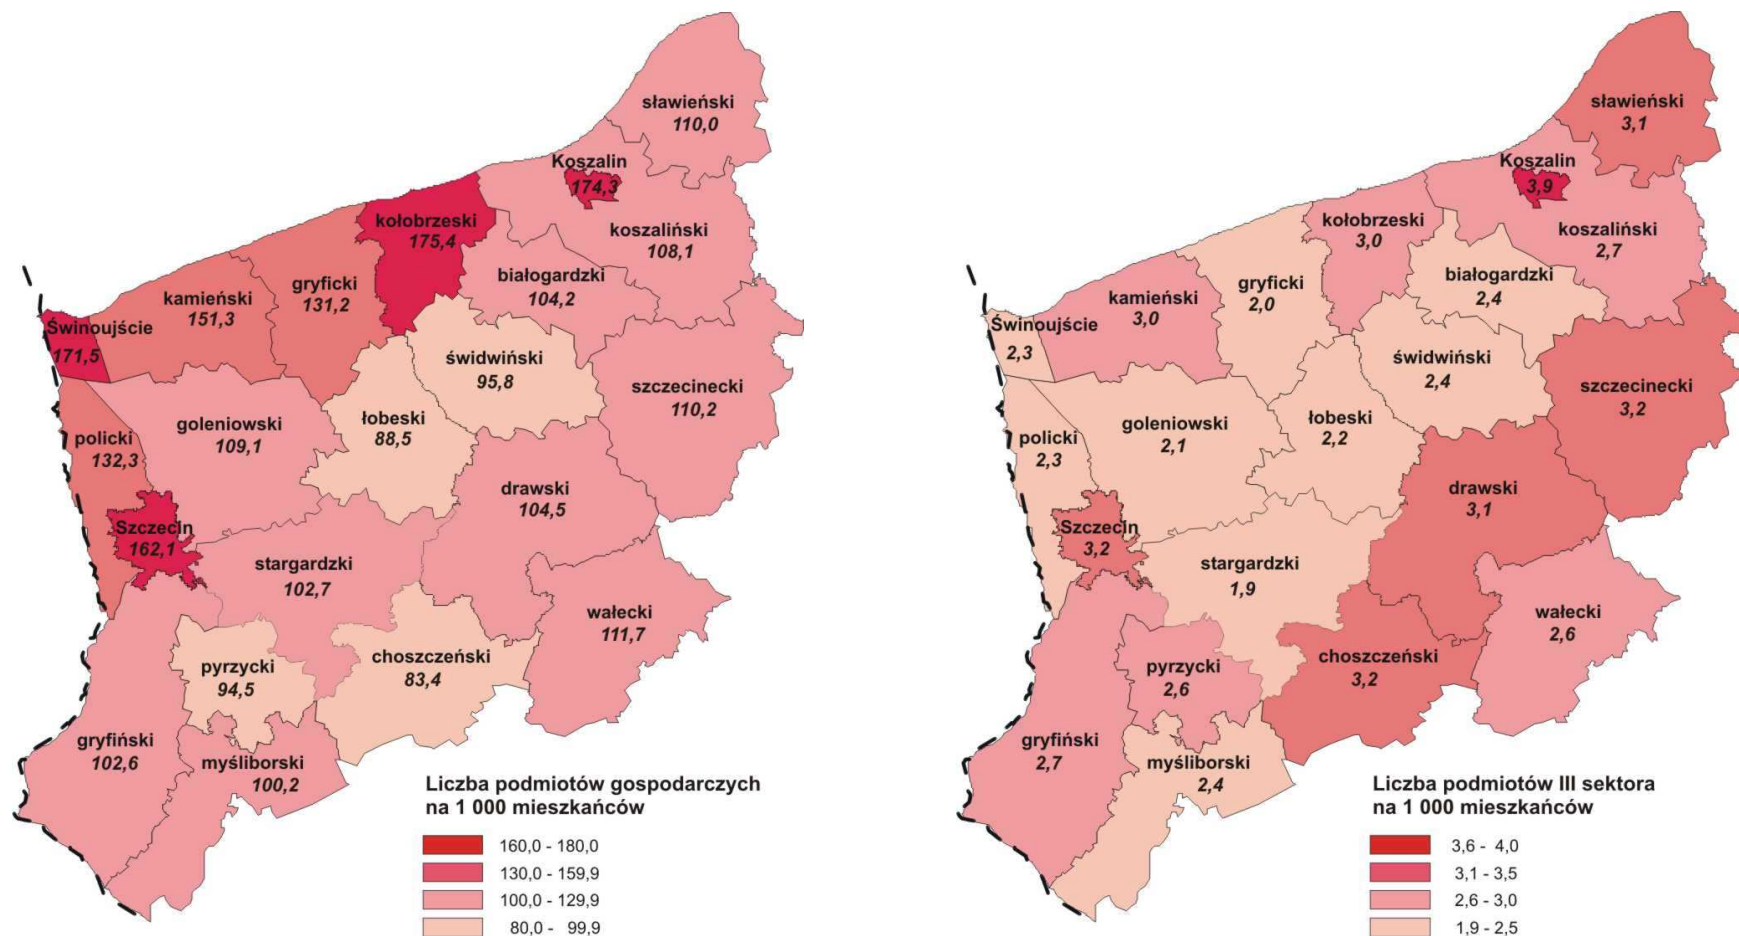 sławieński
110,0
Koszalin
174,3
kołobrzeski
175,4
koszaliński
108,1
białogardzki
104,2
gryficki
131,2
kamieński
151,3
Świnoujście
171,5
świdwiński
95,8
szczecinecki
110,2
łobeski
88,5
goleniowski
109,1
policki
132,3
drawski
104,5
Szczecin
162,1
stargardzki
102,7
wałecki
111,7
choszczeński
83,4
pyrzycki
94,5
gryfiński
102,6
myśliborski
100,2
Liczba podmiotów gospodarczych
na 1 000 mieszkańców
160,0 - 180,0
130,0 - 159,9
100,0 - 129,9
80,0 - 99,9
sławieński
3,1
Koszalin
3,9
kołobrzeski
3,0
koszaliński
2,7
białogardzki
2,4
gryficki
2,0
kamieński
3,0
Świnoujście
2,3
świdwiński
2,4
szczecinecki
3,2
łobeski
2,2
goleniowski
2,1
policki
2,3
drawski
3,1
Szczecin
3,2
stargardzki
1,9
wałecki
2,6
choszczeński
3,2
pyrzycki
2,6
gryfiński
2,7
myśliborski
2,4
Liczba podmiotów III sektora
na 1 000 mieszkańców
3,6 - 4,0
3,1 - 3,5
2,6 - 3,0
1,9 - 2,5